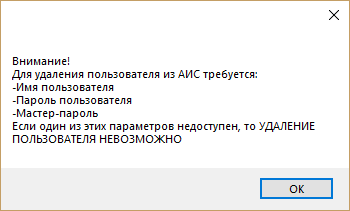 Внимание!
Для удаления пользователя из АИС требуется:
-Имя пользователя
-Пароль пользователя
-Мастер-пароль
Если один из этих параметров недоступен, то УДАЛЕНИЕ
ПОЛЬЗОВАТЕЛЯ НЕВОЗМОЖНО
ОК